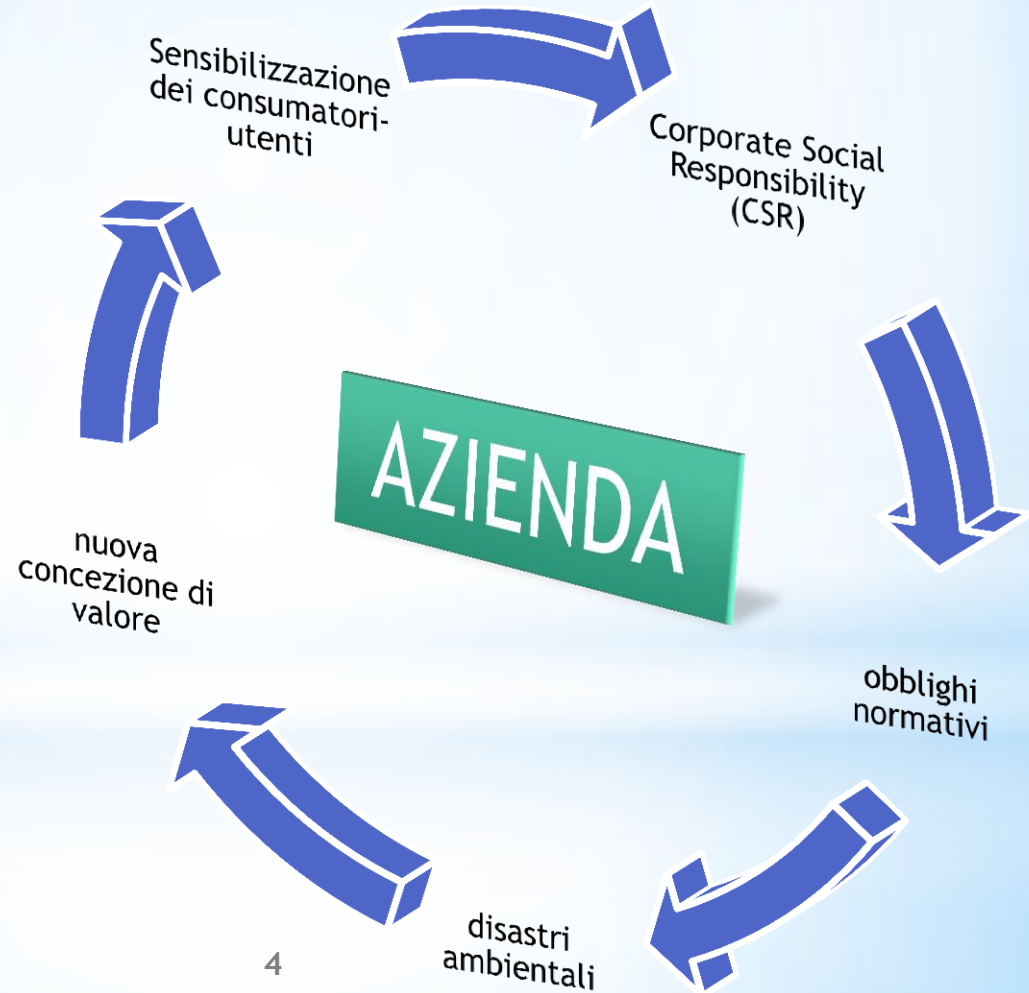 Sensibilizzazione
dei consumatori-
utenti
Corporate Social
Responsibility
(CSR)
AZIENDA
nuova
concezione di
valore
obblighi
normativi
disastri
ambientali
4